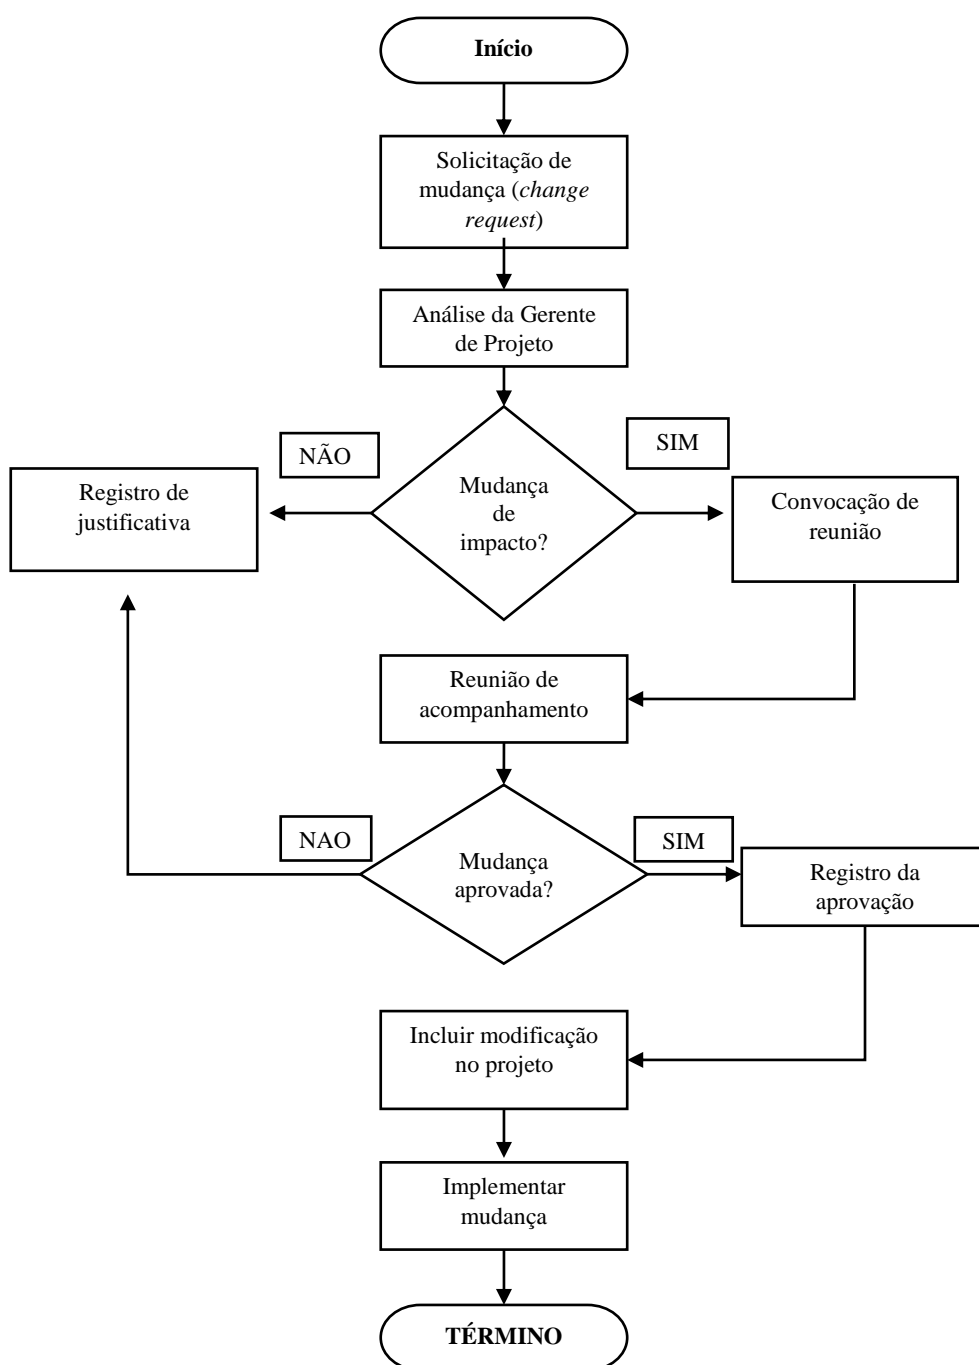 Início
Solicitação de
mudança (change
request)
Análise da Gerente
de Projeto
NÃO
SIM
Registro de
justificativa
Mudança
de
impacto?
Convocação de
reunião
Reunião de
acompanhamento
NAO
SIM
Mudança
aprovada?
Registro da
aprovação
Incluir modificação
no projeto
Implementar
mudança
TÉRMINO